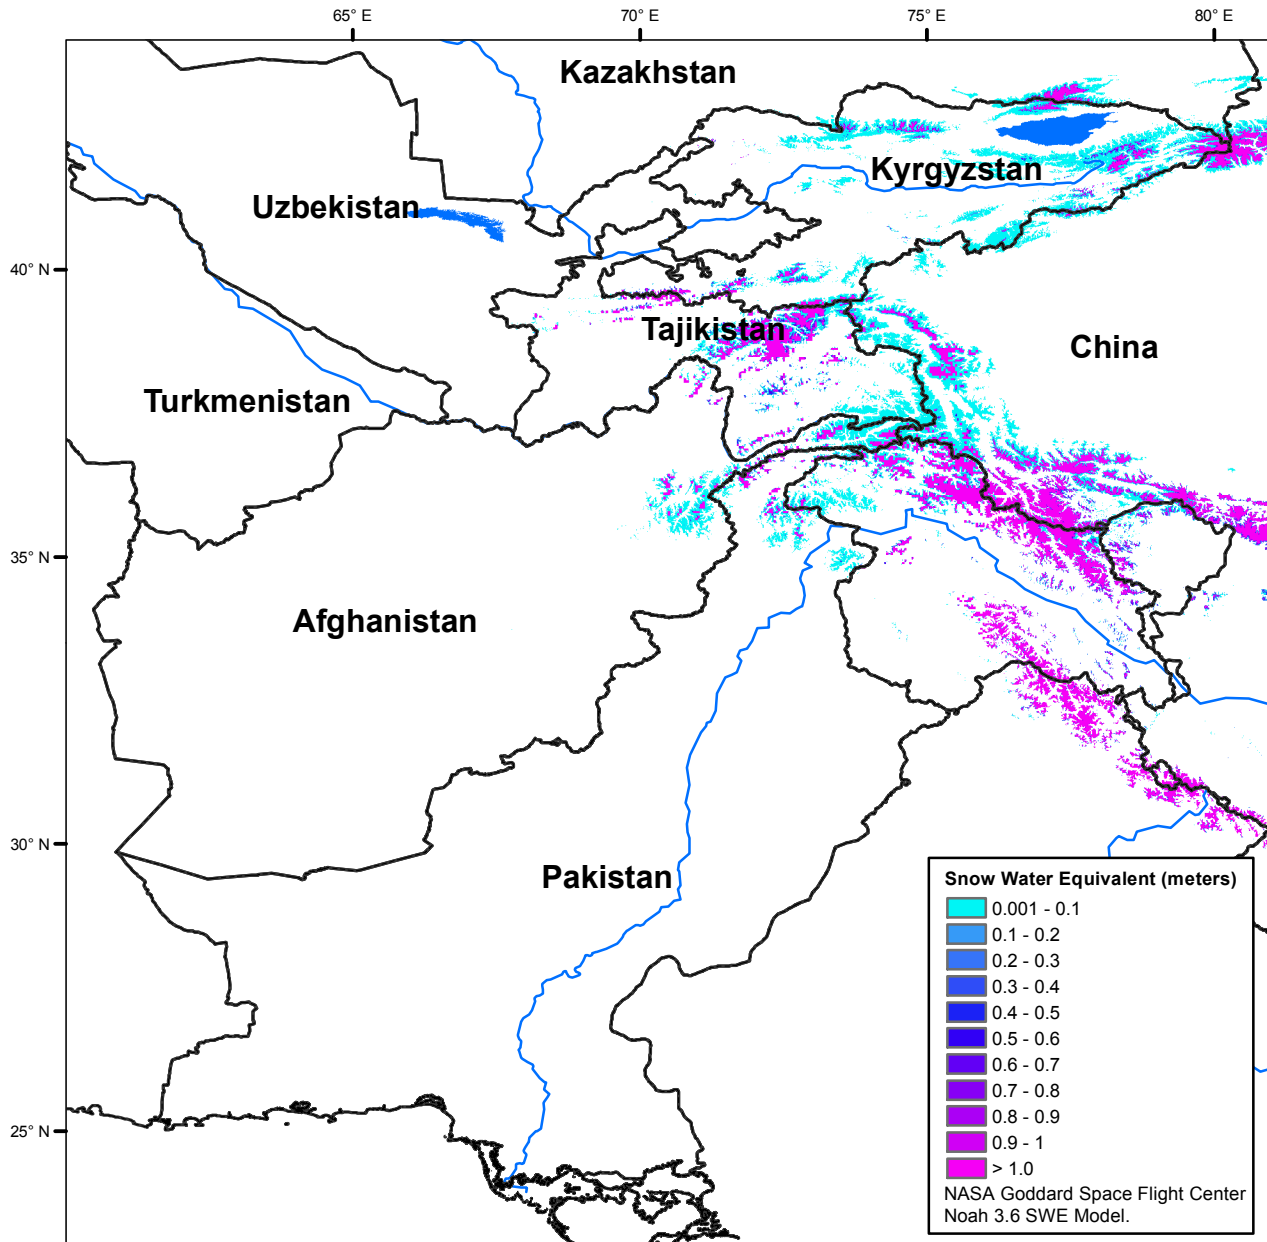 65° E
70° E
75° E
80° E
Kazakhstan
Kyrgyzstan
Uzbekistan
40° N
Tajikistan
China
Turkmenistan
35° N
Afghanistan
30° N
Pakistan
25° N
Snow Water Equivalent (meters)
0.001 - 0.1
0.1 - 0.2
0.2 - 0.3
0.3 - 0.4
0.4 - 0.5
0.5 - 0.6
0.6 - 0.7
0.7 - 0.8
0.8 - 0.9
0.9 - 1
> 1.0
NASA Goddard Space Flight Center
Noah 3.6 SWE Model.